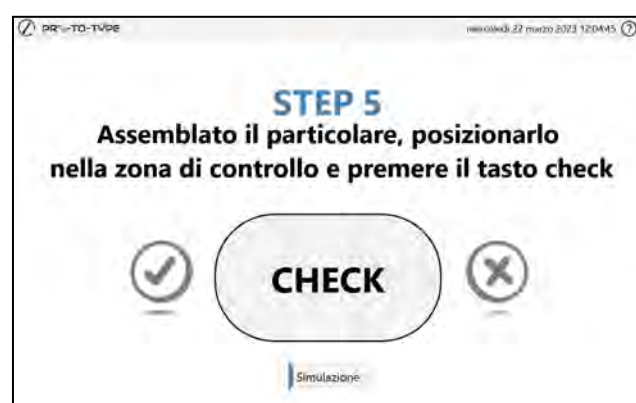 PRO-TO-TYPE
mercoledì 22 marzo 2023 12:04:45 ?
STEP 5
Assemblato il particolare, posizionarlo
nella zona di controllo e premere il tasto check
CHECK
Simulazione